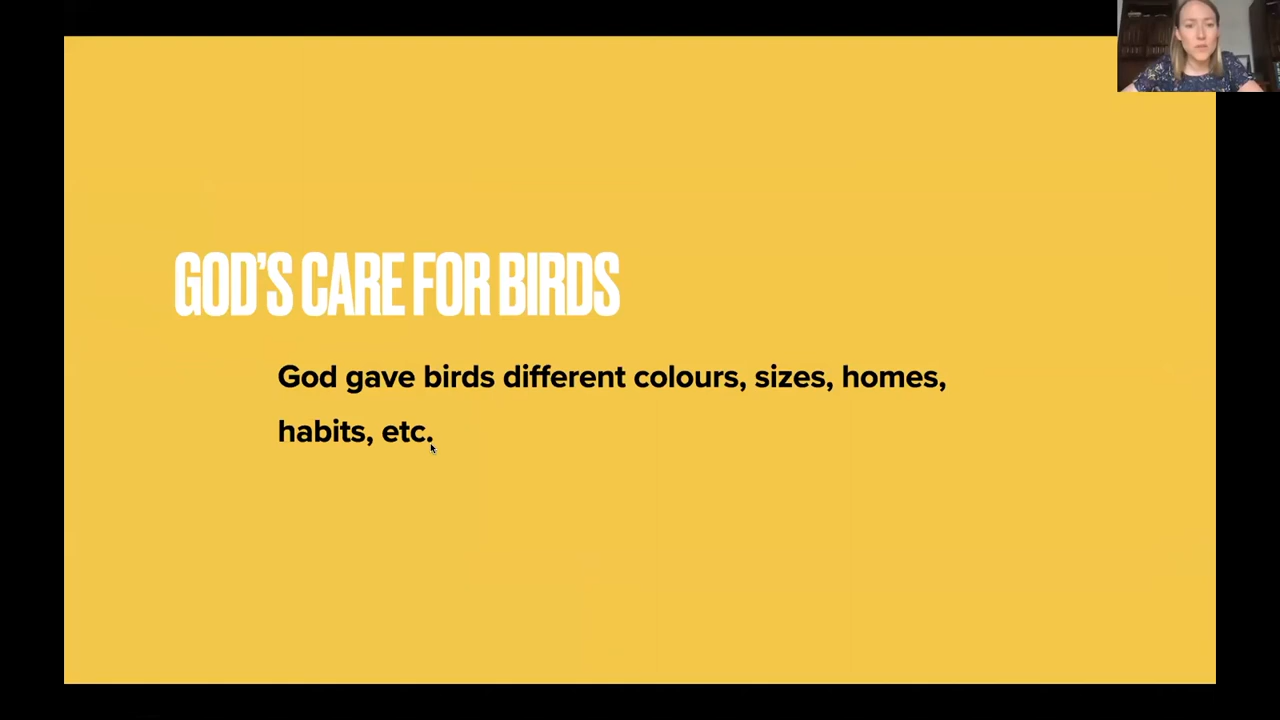 GOD'S CARE FOR BIRDS
God gave birds different colours, sizes, homes,
habits, etc.